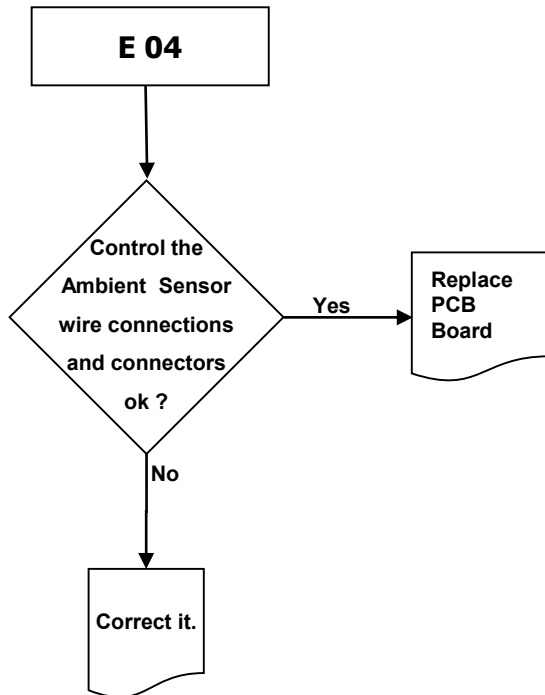 E 04
Control the
Ambient Sensor
wire connections
and connectors
ok ?
Yes
Replace
PCB
Board
No
Correct it.